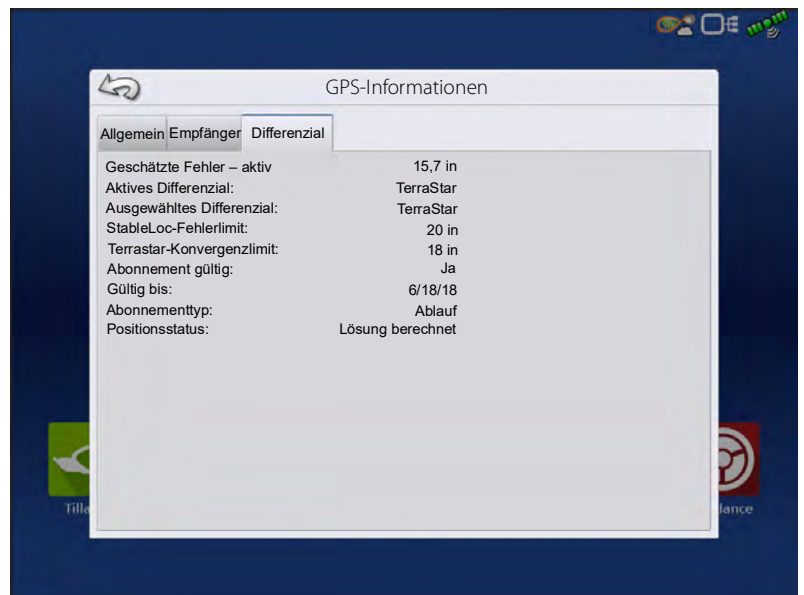 GPS-Informationen
Allgemein Empfänger Differenzial
Geschätzte Fehler – aktiv 15,7 in
Aktives Differenzial: TerraStar
Ausgewähltes Differenzial: TerraStar
StableLoc-Fehlerlimit: 20 in
Terrastar-Konvergenzlimit: 18 in
Abonnement gültig: Ja
Gültig bis: 6/18/18
Abonnementtyp: Ablauf
Positionsstatus: Lösung berechnet
Tilla
dance